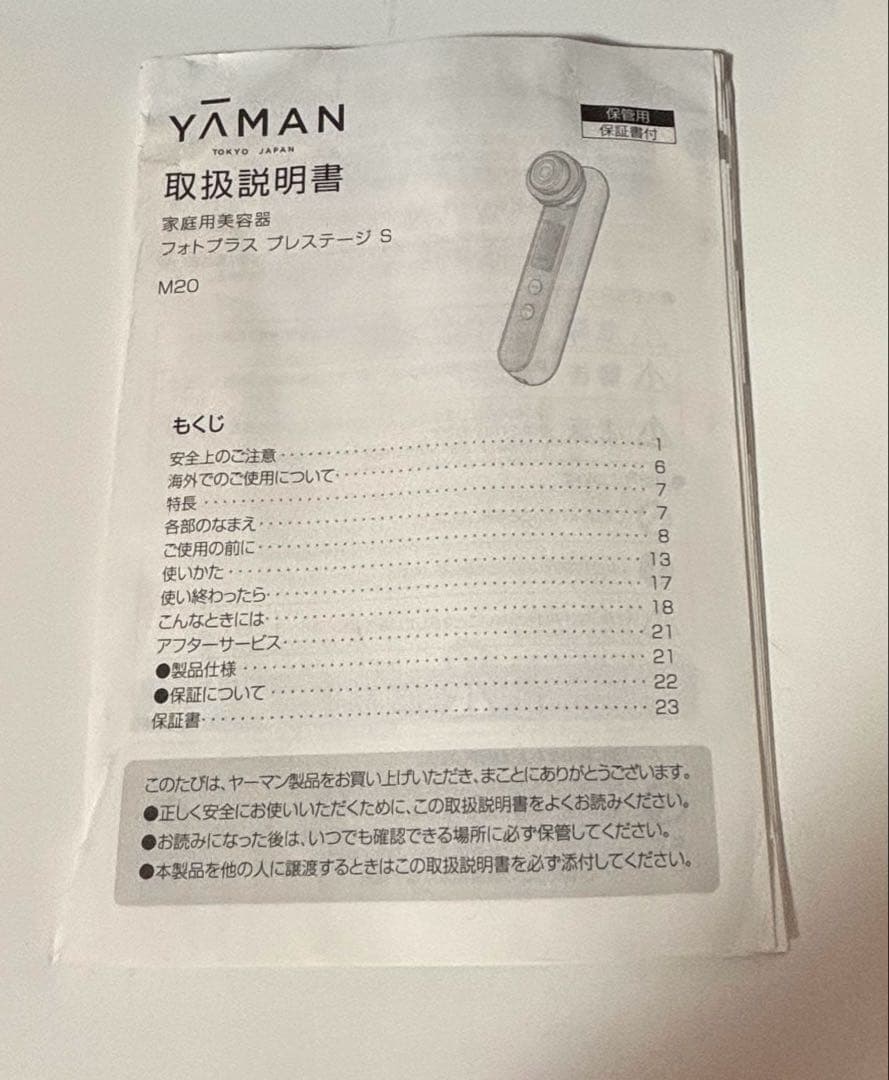 YĀMAN
TOKYO JAPAN
保管用
保証書付
取扱説明書
家庭用美容器
フォトプラス プレステージ S
M20
もくじ
安全上のご注意 1
海外でのご使用について 6
特長 7
各部のなまえ 7
ご使用の前に 8
使いかた 13
使い終わったら 17
こんなときには 18
アフターサービス 21
●製品仕様 21
●保証について 22
保証書 23
このたびは、ヤーマン製品をお買い上げいただき、まことにありがとうございます。
●正しく安全にお使いいただくために、この取扱説明書をよくお読みください。
●お読みになった後は、いつでも確認できる場所に必ず保管してください。
●本製品を他の人に譲渡するときはこの取扱説明書を必ず添付してください。